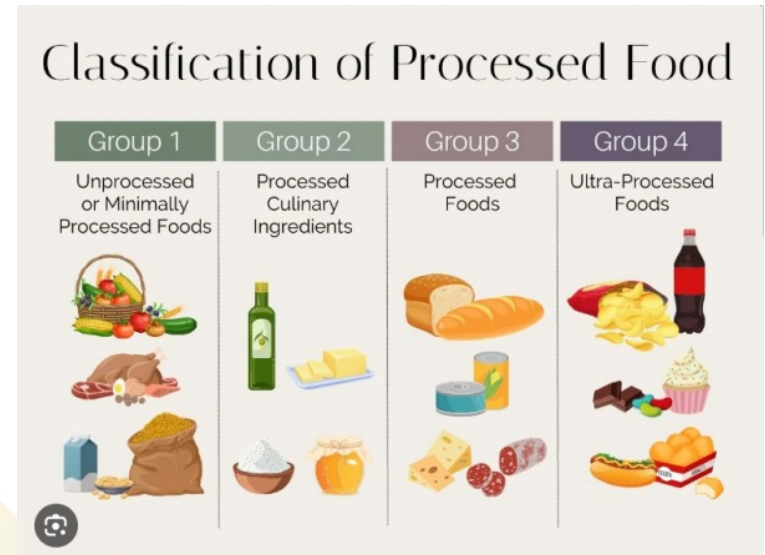 Classification of Processed Food
Group 1
Unprocessed
or Minimally
Processed Foods
Group 2
Processed
Culinary
Ingredients
Group 3
Processed
Foods
Group 4
Ultra-Processed
Foods